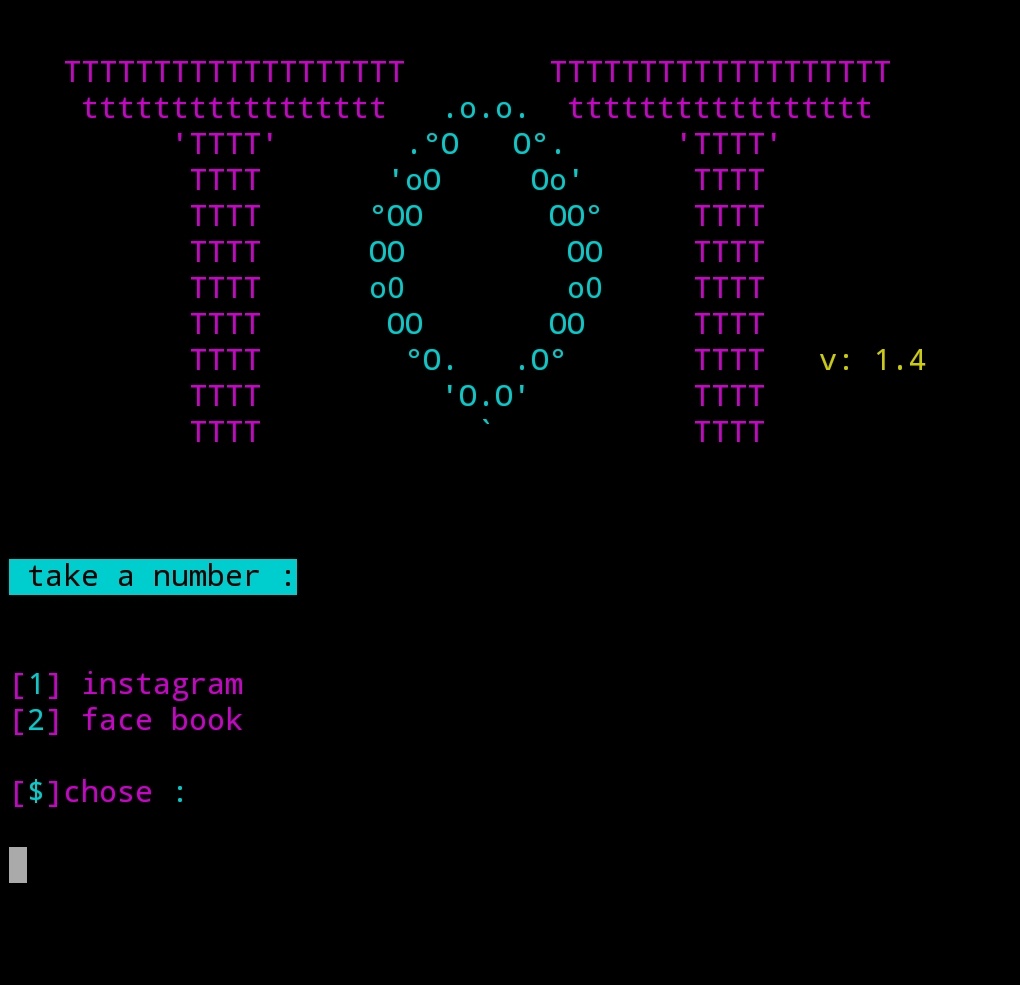 TTTTTTTTTTTTTTTTTTT TTTTTTTTTTTTTTTTTTT
ttttttttttttttttt .o.o. ttttttttttttttttt
'TTTT' .°O O°. 'TTTT'
TTTT 'oO Oo' TTTT
TTTT °OO OO° TTTT
TTTT OO OO TTTT
TTTT oO oO TTTT
TTTT OO OO TTTT
TTTT °O. .O° TTTT v: 1.4
TTTT 'O.O' TTTT
TTTT ` TTTT
take a number :
[1] instagram
[2] face book
[$]chose :